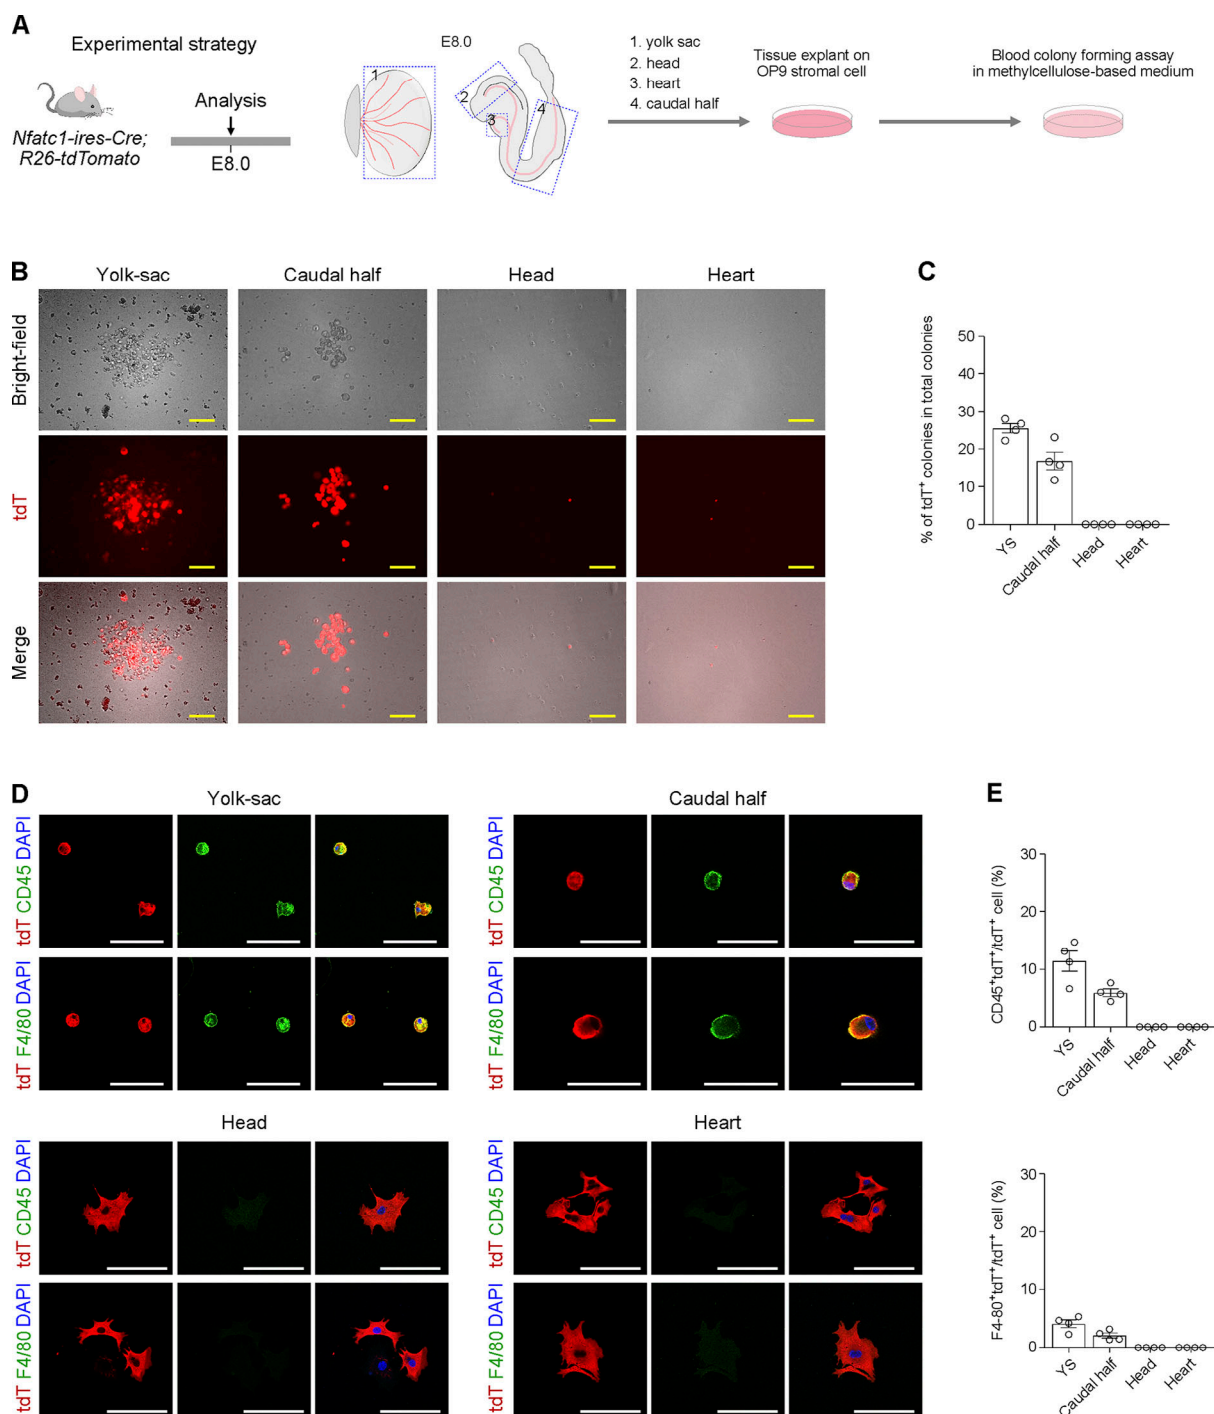 A
Experimental strategy
Analysis
Nfatc1-ires-Cre;
R26-tdTomato
E8.0
E8.0
1
2
3
4
1. yolk sac
2. head
3. heart
4. caudal half
Tissue explant on
OP9 stromal cell
Blood colony forming assay
in methylcellulose-based medium
B
Yolk-sac
Caudal half
Head
Heart
Bright-field
tdT
Merge
C
% of tdT+ colonies in total colonies
50
40
30
20
10
0
YS
Caudal half
Head
Heart
D
Yolk-sac
tdT CD45 DAPI
tdT F4/80 DAPI
Caudal half
tdT CD45 DAPI
tdT F4/80 DAPI
Head
tdT CD45 DAPI
tdT F4/80 DAPI
Heart
tdT CD45 DAPI
tdT F4/80 DAPI
E
CD45+tdT+/tdT+ cell (%)
30
20
10
0
YS
Caudal half
Head
Heart
F4-80+tdT+/tdT+ cell (%)
30
20
10
0
YS
Caudal half
Head
Heart